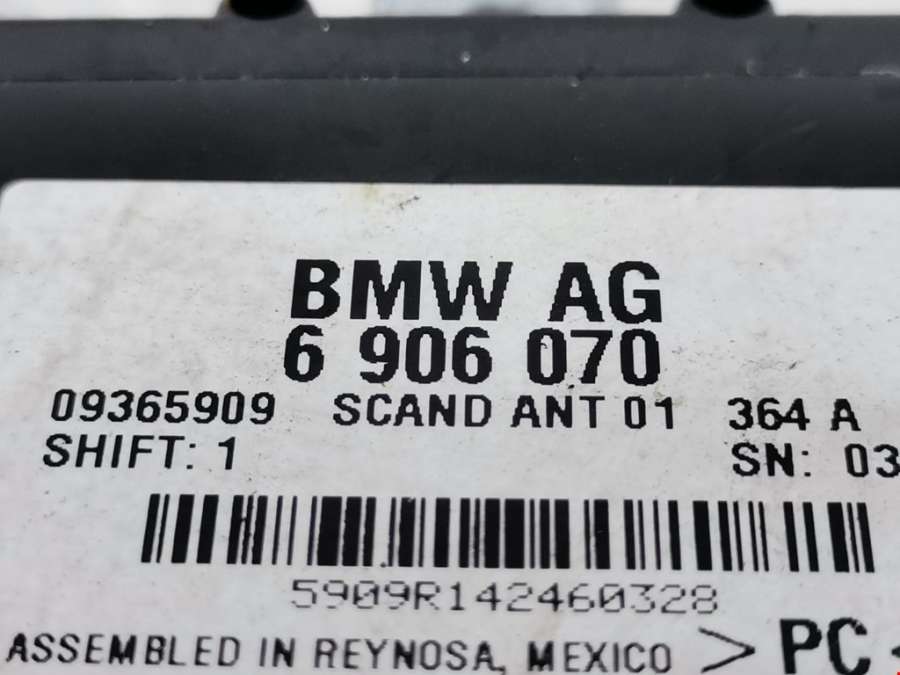 BMW AG
6 906 070
09365909 SCAND ANT 01 364 A
SHIFT: 1 SN: 03
5909R142460328
ASSEMBLED IN REYNOSA, MEXICO >PC<